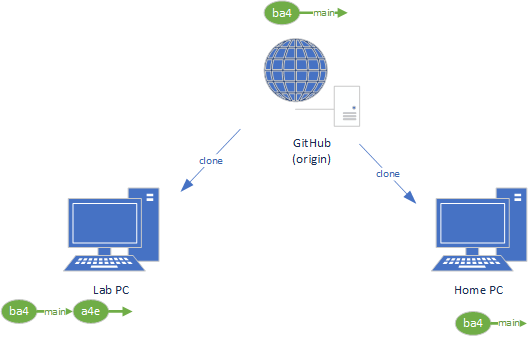 ba4 main
GitHub
(origin)
clone
clone
Lab PC
Home PC
ba4 main a4e
ba4 main